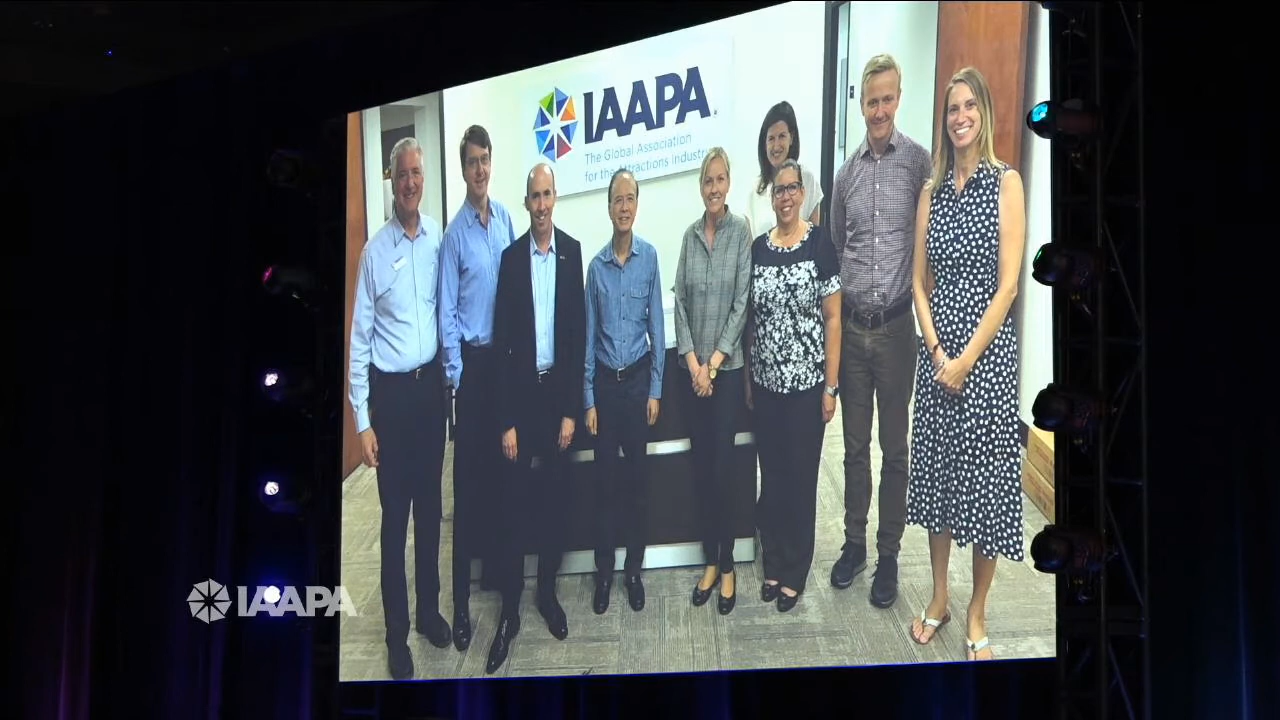 IAAPA
The Global Association
for the Attractions Industry
IAAPA